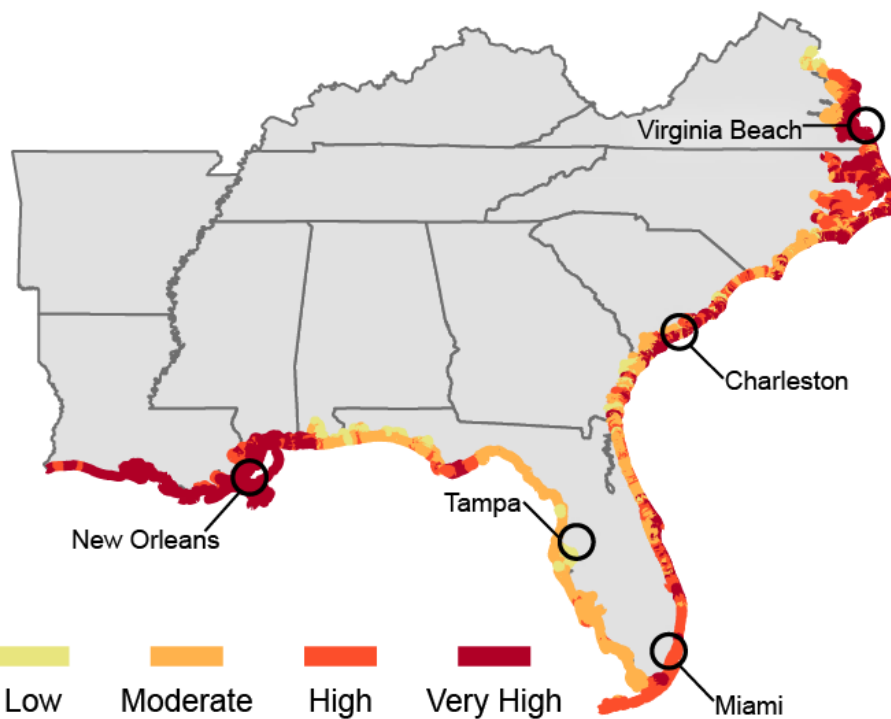 Virginia Beach
Charleston
Tampa
New Orleans
Miami
Low Moderate High Very High